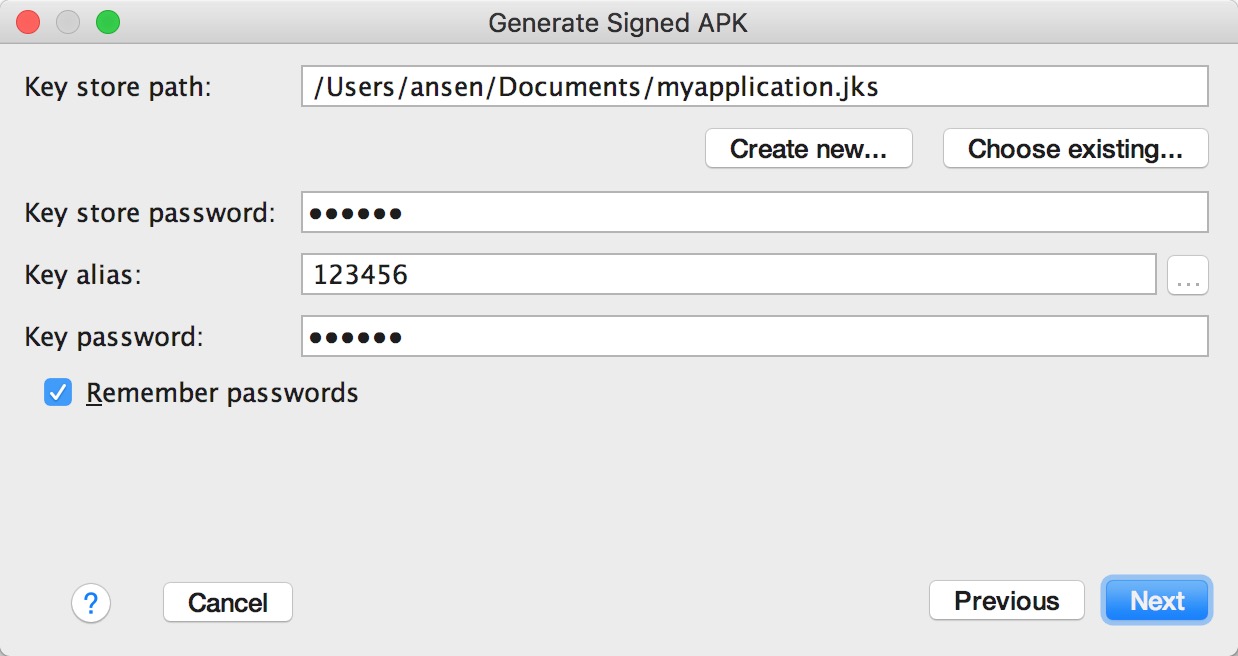 Generate Signed APK
Key store path: /Users/ansen/Documents/myapplication.jks
Create new... Choose existing...
Key store password: ••••••
Key alias: 123456 ...
Key password: ••••••
Remember passwords
? Cancel Previous Next